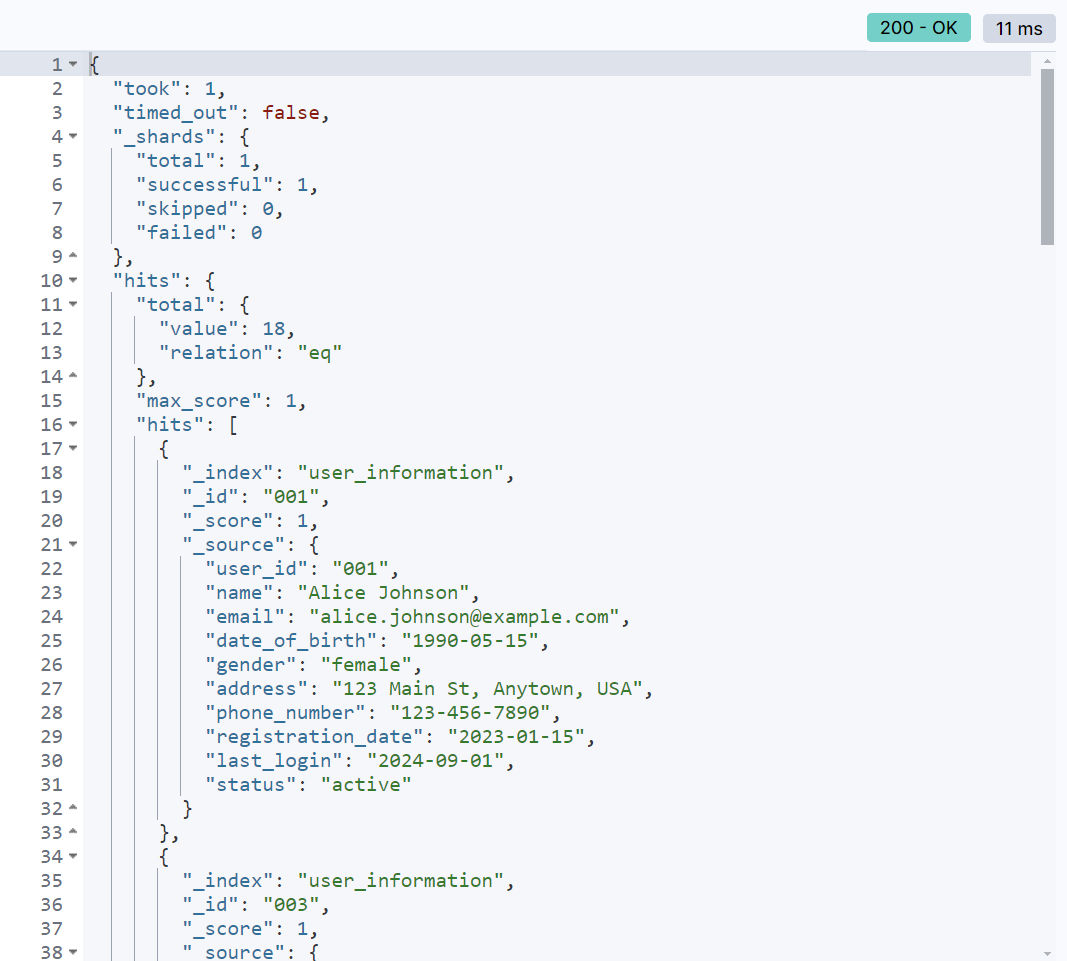 200 - OK 11 ms
1 {
2 "took": 1,
3 "timed_out": false,
4 "_shards": {
5 "total": 1,
6 "successful": 1,
7 "skipped": 0,
8 "failed": 0
9 },
10 "hits": {
11 "total": {
12 "value": 18,
13 "relation": "eq"
14 },
15 "max_score": 1,
16 "hits": [
17 {
18 "_index": "user_information",
19 "_id": "001",
20 "_score": 1,
21 "_source": {
22 "user_id": "001",
23 "name": "Alice Johnson",
24 "email": "alice.johnson@example.com",
25 "date_of_birth": "1990-05-15",
26 "gender": "female",
27 "address": "123 Main St, Anytown, USA",
28 "phone_number": "123-456-7890",
29 "registration_date": "2023-01-15",
30 "last_login": "2024-09-01",
31 "status": "active"
32 }
33 },
34 {
35 "_index": "user_information",
36 "_id": "003",
37 "_score": 1,
38 "_source": {